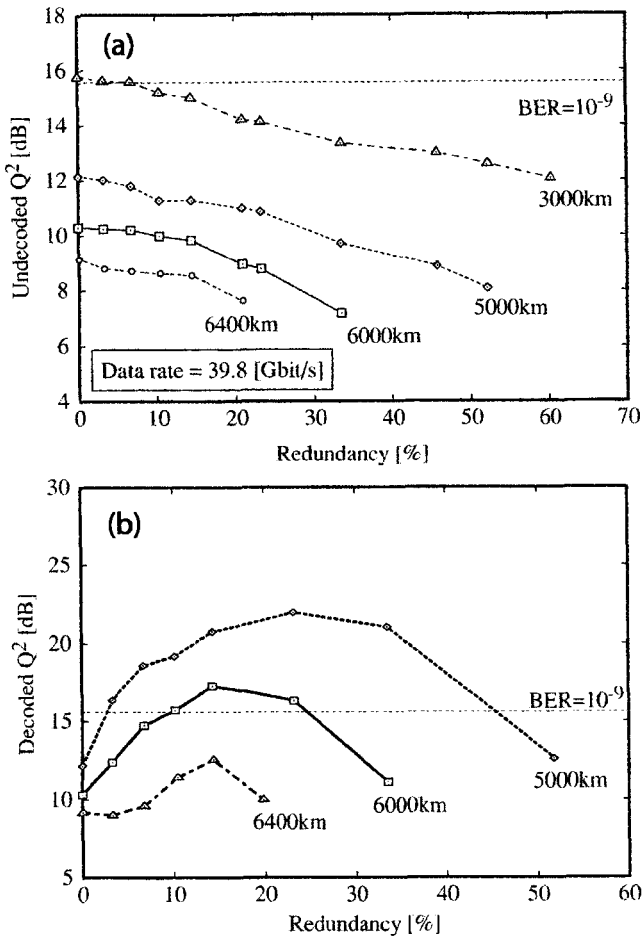 (a)
Undecoded Q² [dB]
18
16
14
12
10
8
6
4
BER=10⁻⁹
3000km
5000km
6000km
6400km
Data rate = 39.8 [Gbit/s]
0 10 20 30 40 50 60 70
Redundancy [%]
(b)
Decoded Q² [dB]
30
25
20
15
10
5
BER=10⁻⁹
5000km
6000km
6400km
0 10 20 30 40 50 60
Redundancy [%]